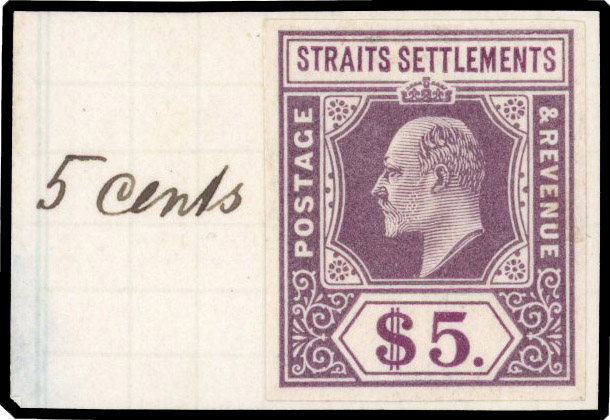 5 cents
STRAITS SETTLEMENTS
POSTAGE
& REVENUE
$5.